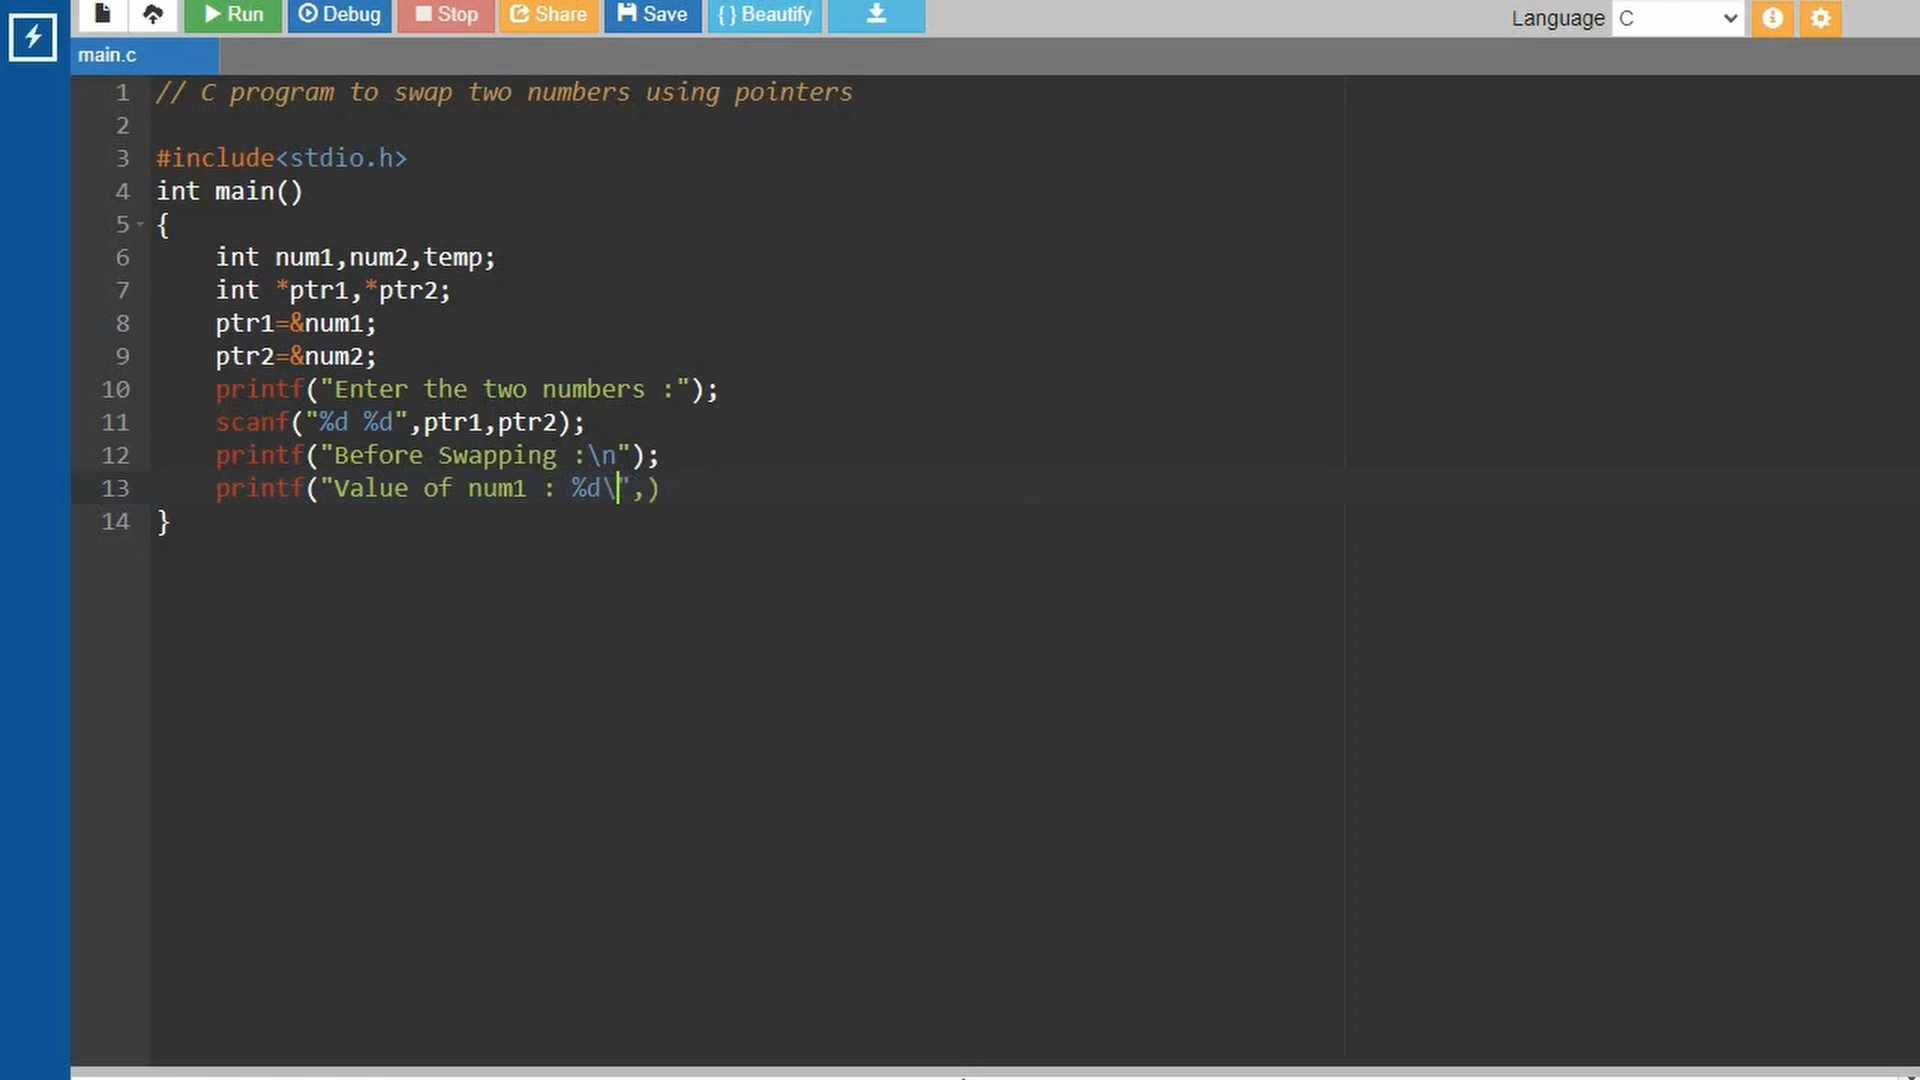 Run Debug Stop Share Save { } Beautify Language C
main.c
1 // C program to swap two numbers using pointers
2
3 #include<stdio.h>
4 int main()
5 {
6 int num1,num2,temp;
7 int *ptr1,*ptr2;
8 ptr1=&num1;
9 ptr2=&num2;
10 printf("Enter the two numbers :");
11 scanf("%d %d",ptr1,ptr2);
12 printf("Before Swapping :\n");
13 printf("Value of num1 : %d\",)
14 }